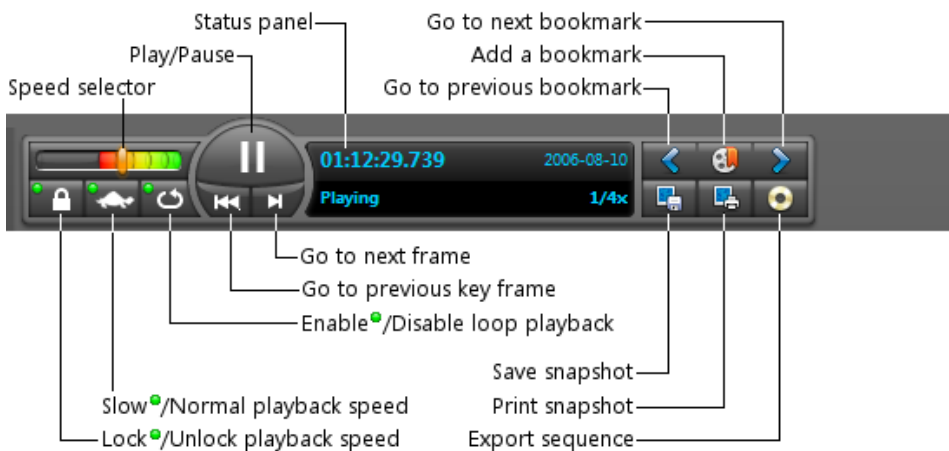 Status panel
Go to next bookmark
Play/Pause
Add a bookmark
Speed selector
Go to previous bookmark
01:12:29.739 2006-08-10
Playing 1/4x
Go to next frame
Go to previous key frame
Enable/Disable loop playback
Save snapshot
Slow/Normal playback speed
Print snapshot
Lock/Unlock playback speed
Export sequence